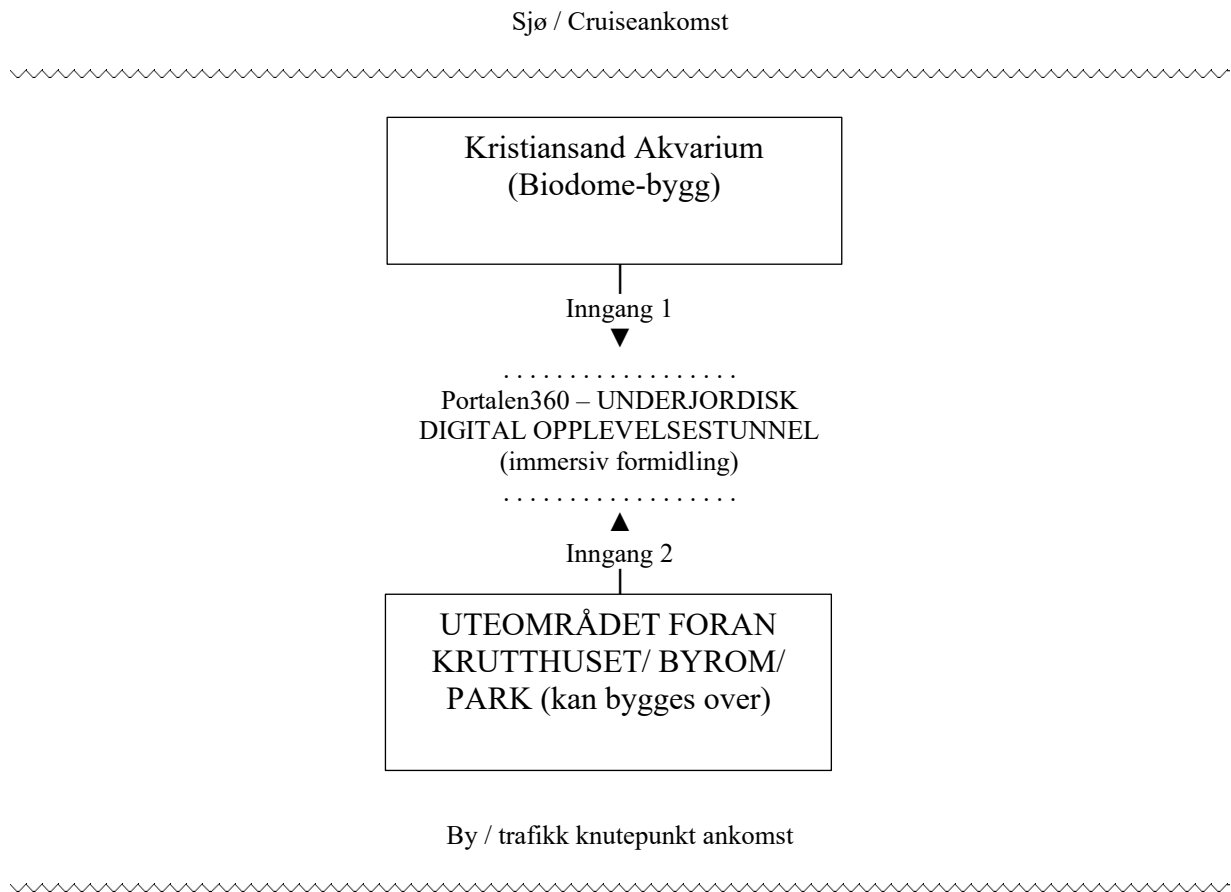 Sjø / Cruiseankomst
Kristiansand Akvarium
(Biodome-bygg)
Inngang 1
. . . . . . . . . . . . . . . . . .
Portalen360 – UNDERJORDISK
DIGITAL OPPLEVELSESTUNNEL
(immersiv formidling)
. . . . . . . . . . . . . . . . . .
Inngang 2
UTEOMRÅDET FORAN
KRUTTHUSET/ BYROM/
PARK (kan bygges over)
By / trafikk knutepunkt ankomst